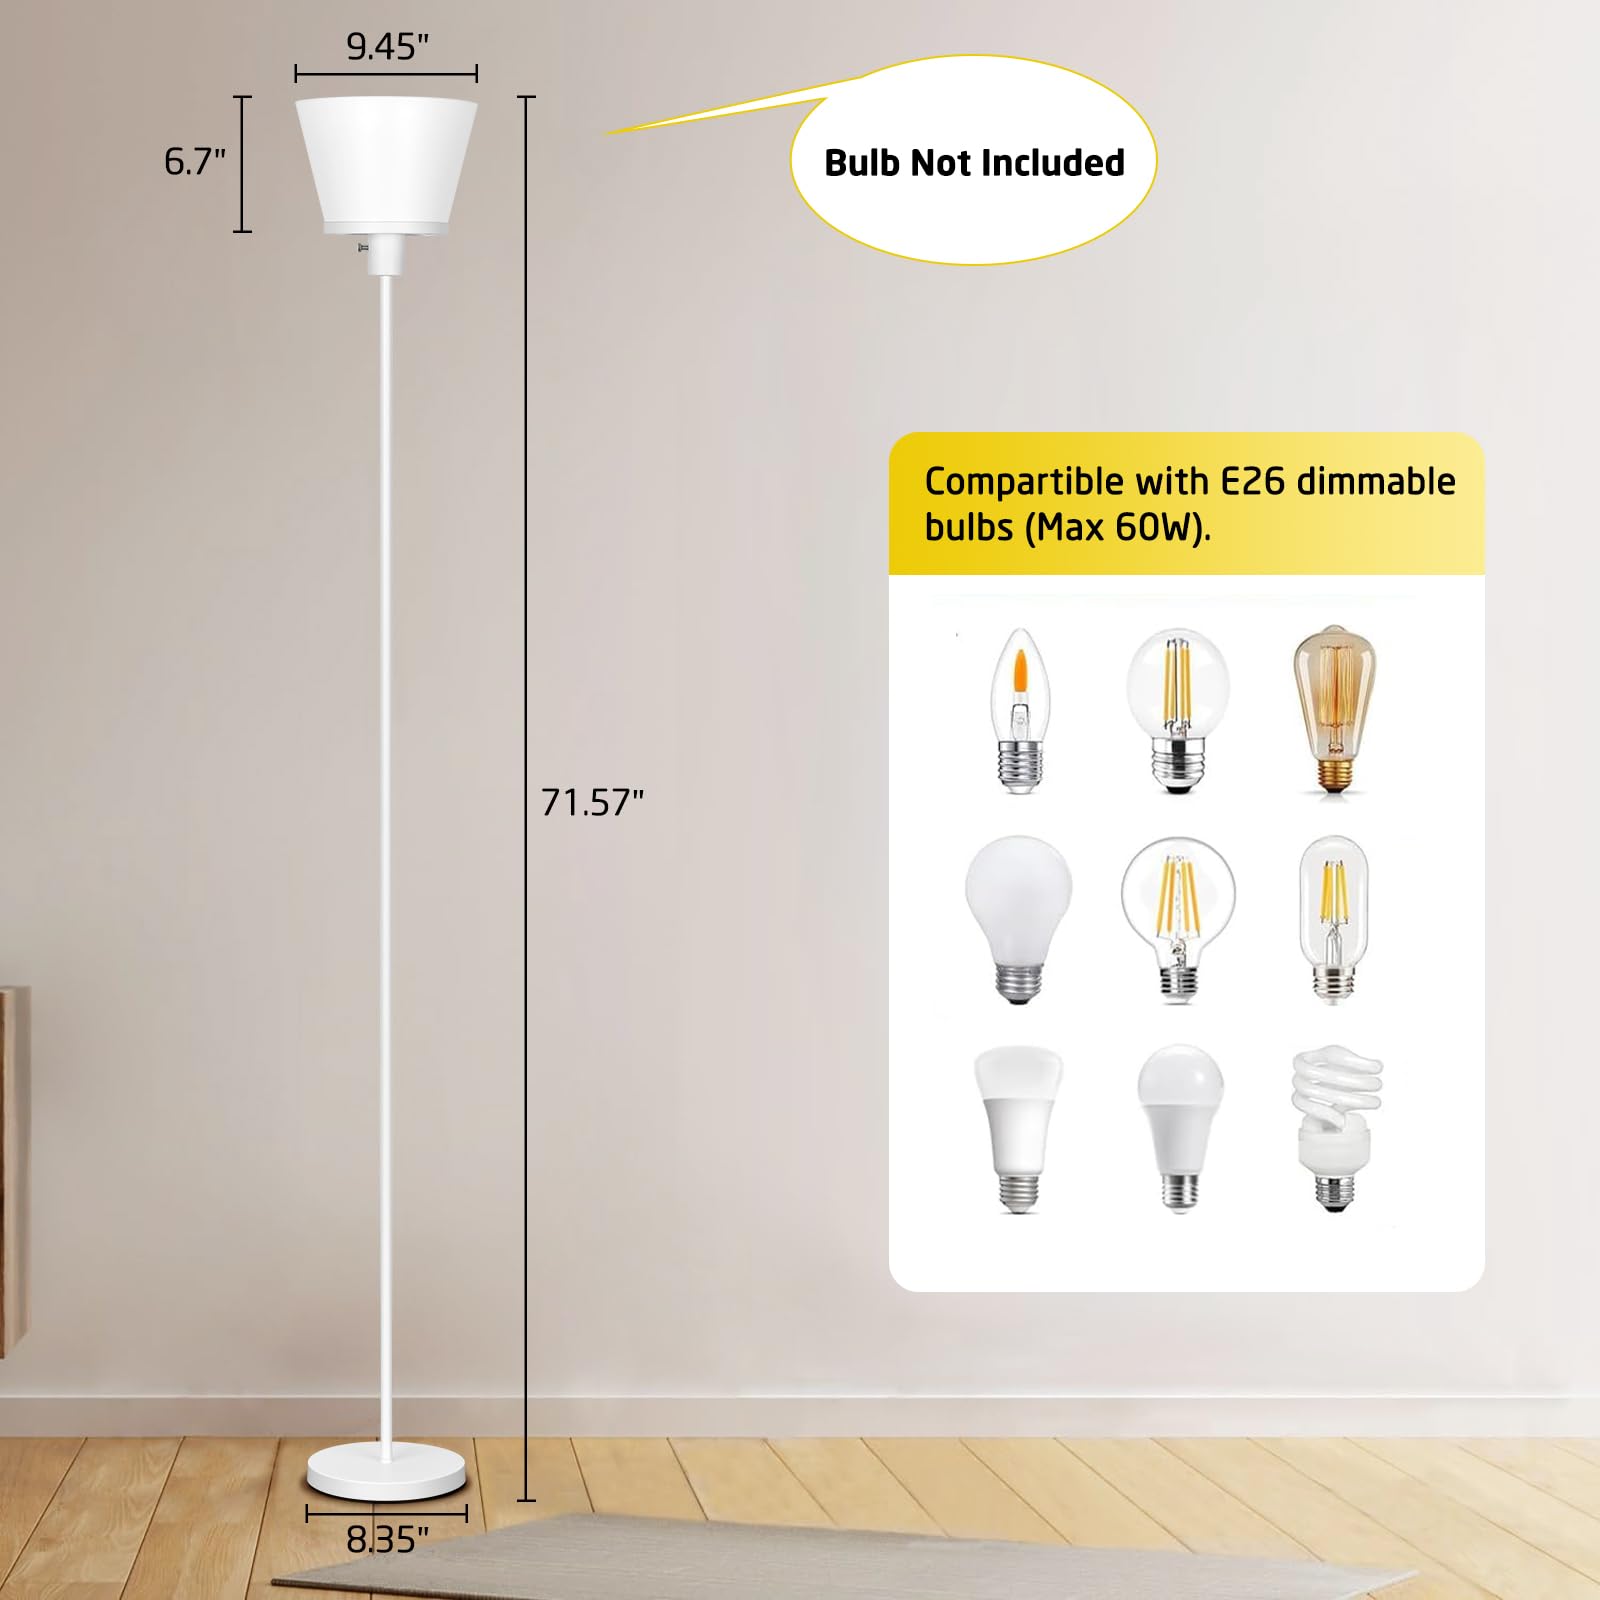 9.45"
6.7"
Bulb Not Included
Compartible with E26 dimmable
bulbs (Max 60W).
71.57"
8.35"